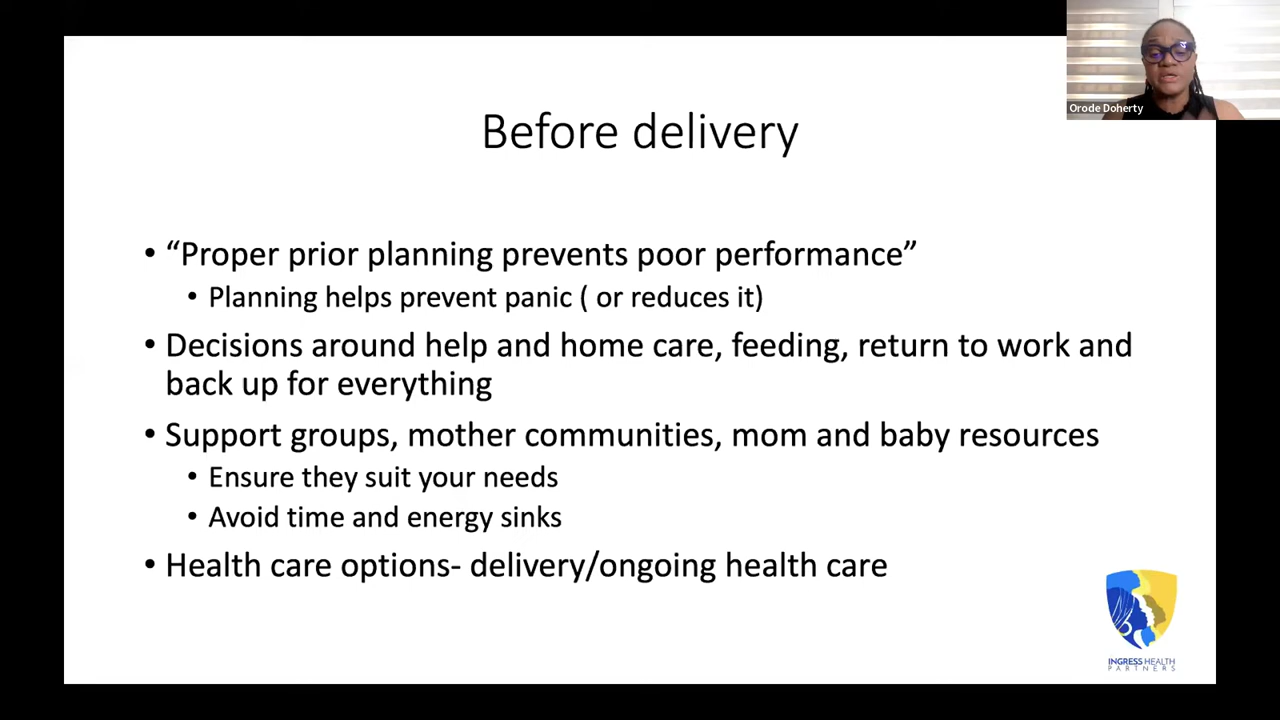 Orode Doherty
Before delivery
• “Proper prior planning prevents poor performance”
• Planning helps prevent panic ( or reduces it)
• Decisions around help and home care, feeding, return to work and
back up for everything
• Support groups, mother communities, mom and baby resources
• Ensure they suit your needs
• Avoid time and energy sinks
• Health care options- delivery/ongoing health care
INGRESS HEALTH
PARTNERS